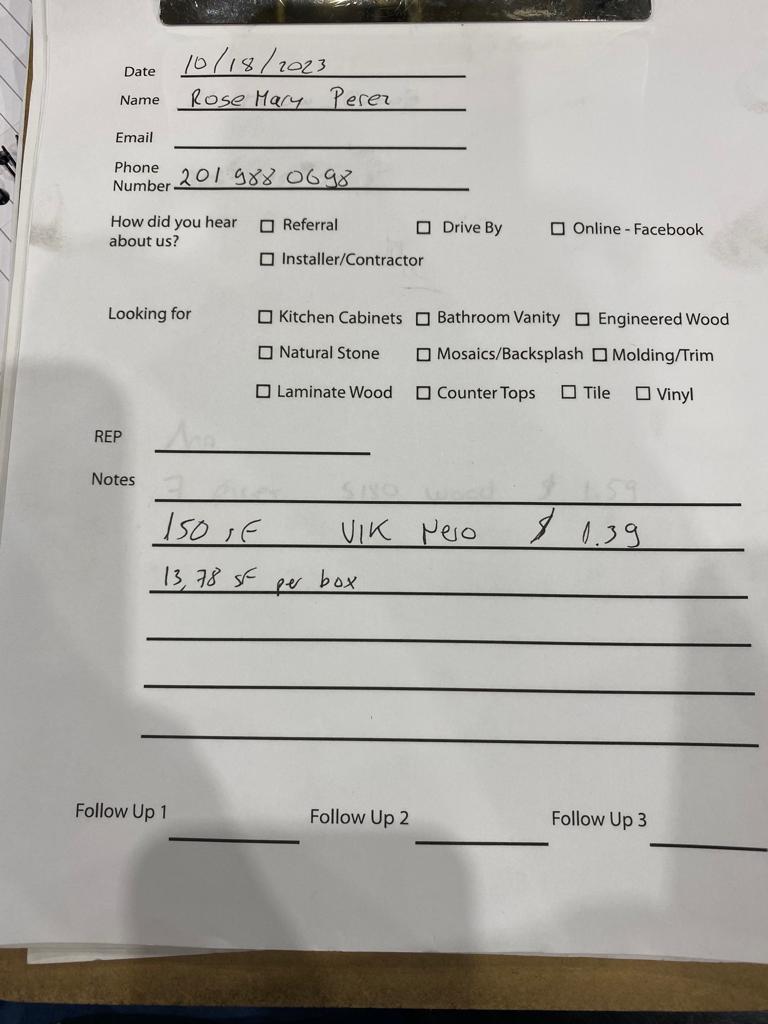 Date 10/18/2023
Name Rose Mary Perez
Email
Phone
Number 201 988 0698
How did you hear about us? ☐ Referral ☐ Drive By ☐ Online - Facebook
☐ Installer/Contractor
Looking for ☐ Kitchen Cabinets ☐ Bathroom Vanity ☐ Engineered Wood
☐ Natural Stone ☐ Mosaics/Backsplash ☐ Molding/Trim
☐ Laminate Wood ☐ Counter Tops ☐ Tile ☐ Vinyl
REP
Notes
150 sF VIK Nero $ 1.39
13,78 sF per box
Follow Up 1 Follow Up 2 Follow Up 3